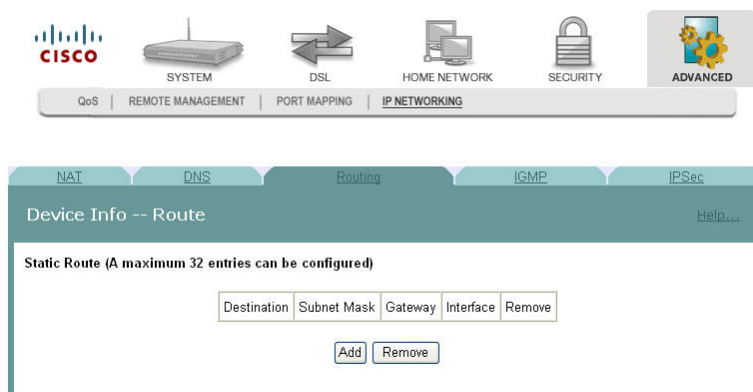 CISCO
SYSTEM DSL HOME NETWORK SECURITY ADVANCED
QoS | REMOTE MANAGEMENT | PORT MAPPING | IP NETWORKING
NAT DNS Routing IGMP IPSec
Device Info -- Route Help...
Static Route (A maximum 32 entries can be configured)
Destination Subnet Mask Gateway Interface Remove
Add Remove